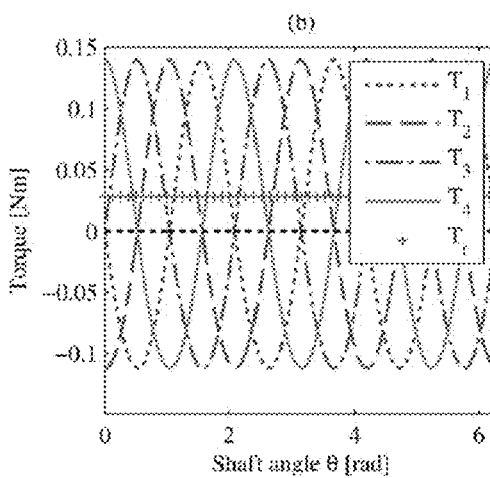 (b)
0.15
0.1
0.05
0
−0.05
−0.1
Torque [Nm]
T1
T2
T3
T4
0 2 4 6
Shaft angle θ [rad]